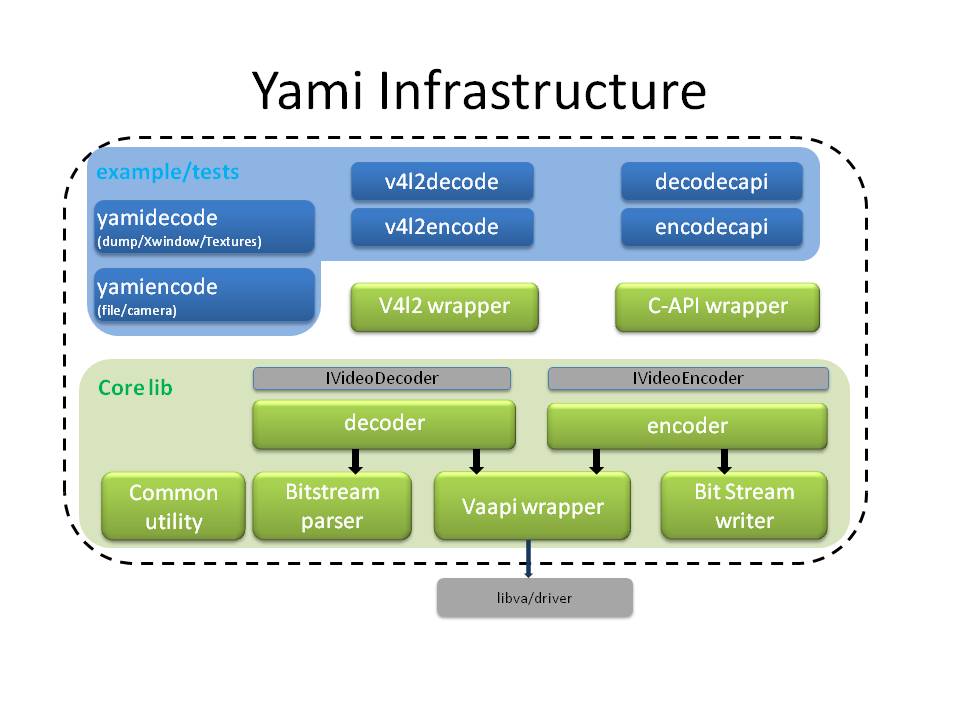 Yami Infrastructure
example/tests
yamidecode
(dump/Xwindow/Textures)
yamiencode
(file/camera)
v4l2decode
v4l2encode
decodecapi
encodecapi
V4l2 wrapper
C-API wrapper
Core lib
IVideoDecoder
IVideoEncoder
decoder
encoder
Common
utility
Bitstream
parser
Vaapi wrapper
Bit Stream
writer
libva/driver